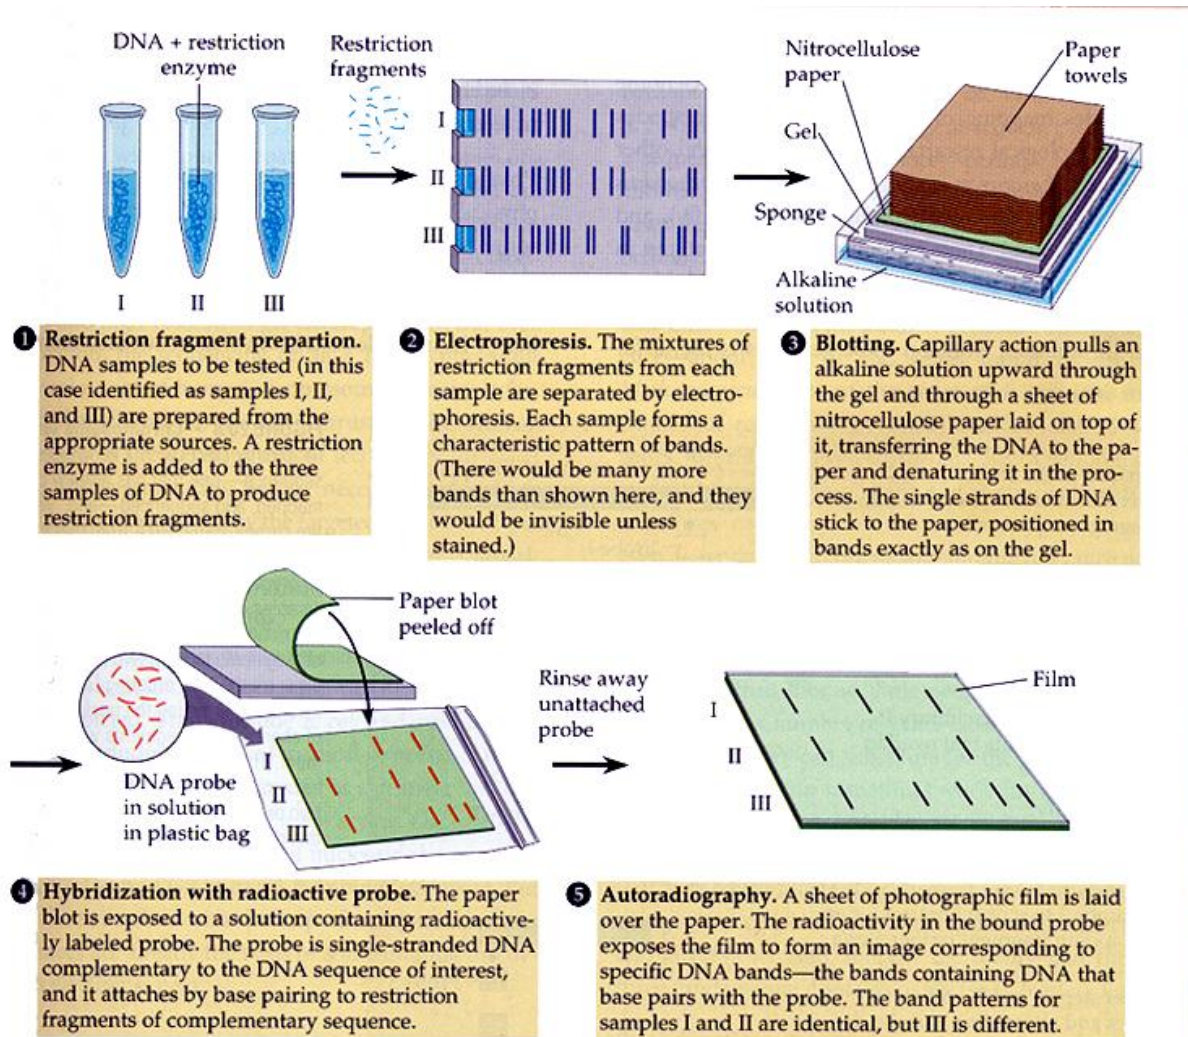 DNA + restriction
enzyme
Restriction
fragments
I
II
III
I
II
III
Nitrocellulose
paper
Paper
towels
Gel
Sponge
Alkaline
solution
1 Restriction fragment prepartion.
DNA samples to be tested (in this
case identified as samples I, II,
and III) are prepared from the
appropriate sources. A restriction
enzyme is added to the three
samples of DNA to produce
restriction fragments.
2 Electrophoresis. The mixtures of
restriction fragments from each
sample are separated by electro-
phoresis. Each sample forms a
characteristic pattern of bands.
(There would be many more
bands than shown here, and they
would be invisible unless
stained.)
3 Blotting. Capillary action pulls an
alkaline solution upward through
the gel and through a sheet of
nitrocellulose paper laid on top of
it, transferring the DNA to the pa-
per and denaturing it in the pro-
cess. The single strands of DNA
stick to the paper, positioned in
bands exactly as on the gel.
Paper blot
peeled off
DNA probe
in solution
in plastic bag
I
II
III
Rinse away
unattached
probe
I
II
III
Film
4 Hybridization with radioactive probe. The paper
blot is exposed to a solution containing radioactive-
ly labeled probe. The probe is single-stranded DNA
complementary to the DNA sequence of interest,
and it attaches by base pairing to restriction
fragments of complementary sequence.
5 Autoradiography. A sheet of photographic film is laid
over the paper. The radioactivity in the bound probe
exposes the film to form an image corresponding to
specific DNA bands—the bands containing DNA that
base pairs with the probe. The band patterns for
samples I and II are identical, but III is different.